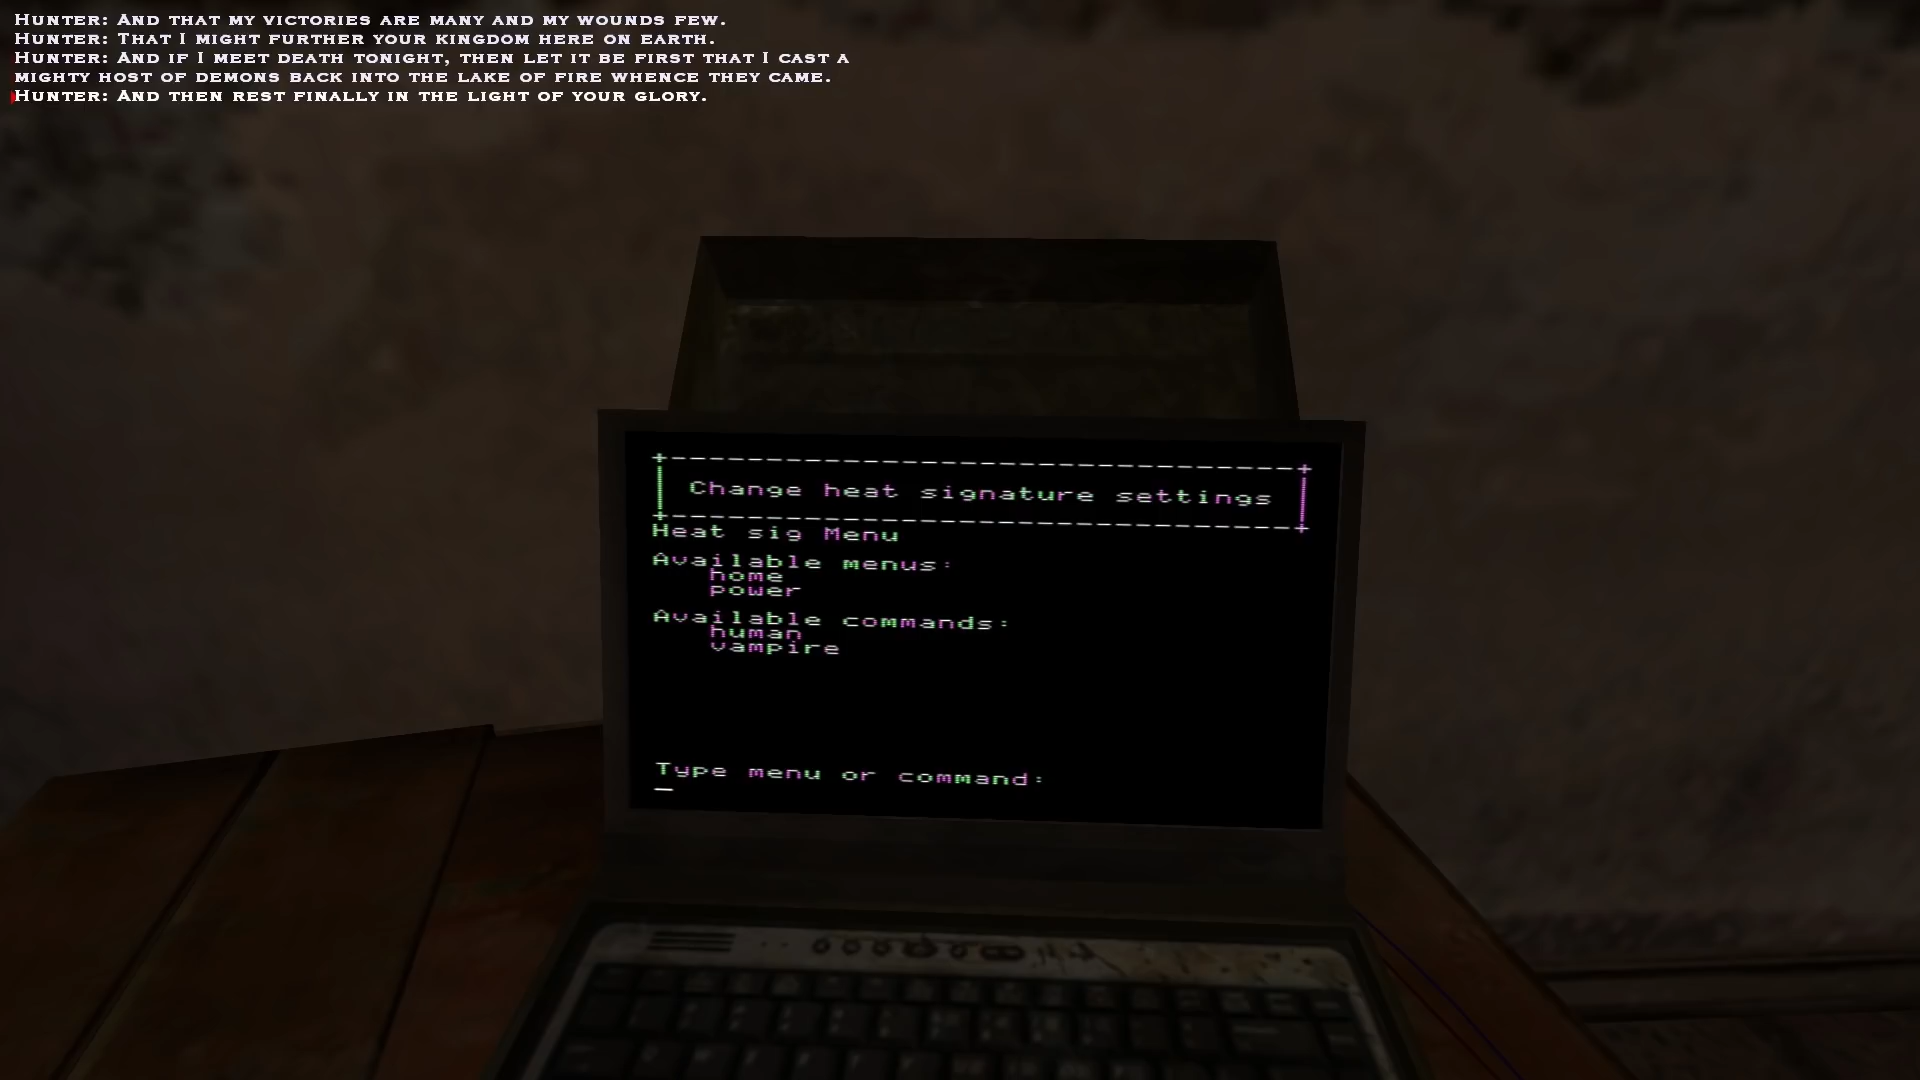 Hunter: And that my victories are many and my wounds few.
Hunter: That I might further your kingdom here on earth.
Hunter: And if I meet death tonight, then let it be first that I cast a
mighty host of demons back into the lake of fire whence they came.
Hunter: And then rest finally in the light of your glory.
Change heat signature settings
Heat sig Menu
Available menus:
home
power
Available commands:
human
vampire
Type menu or command: